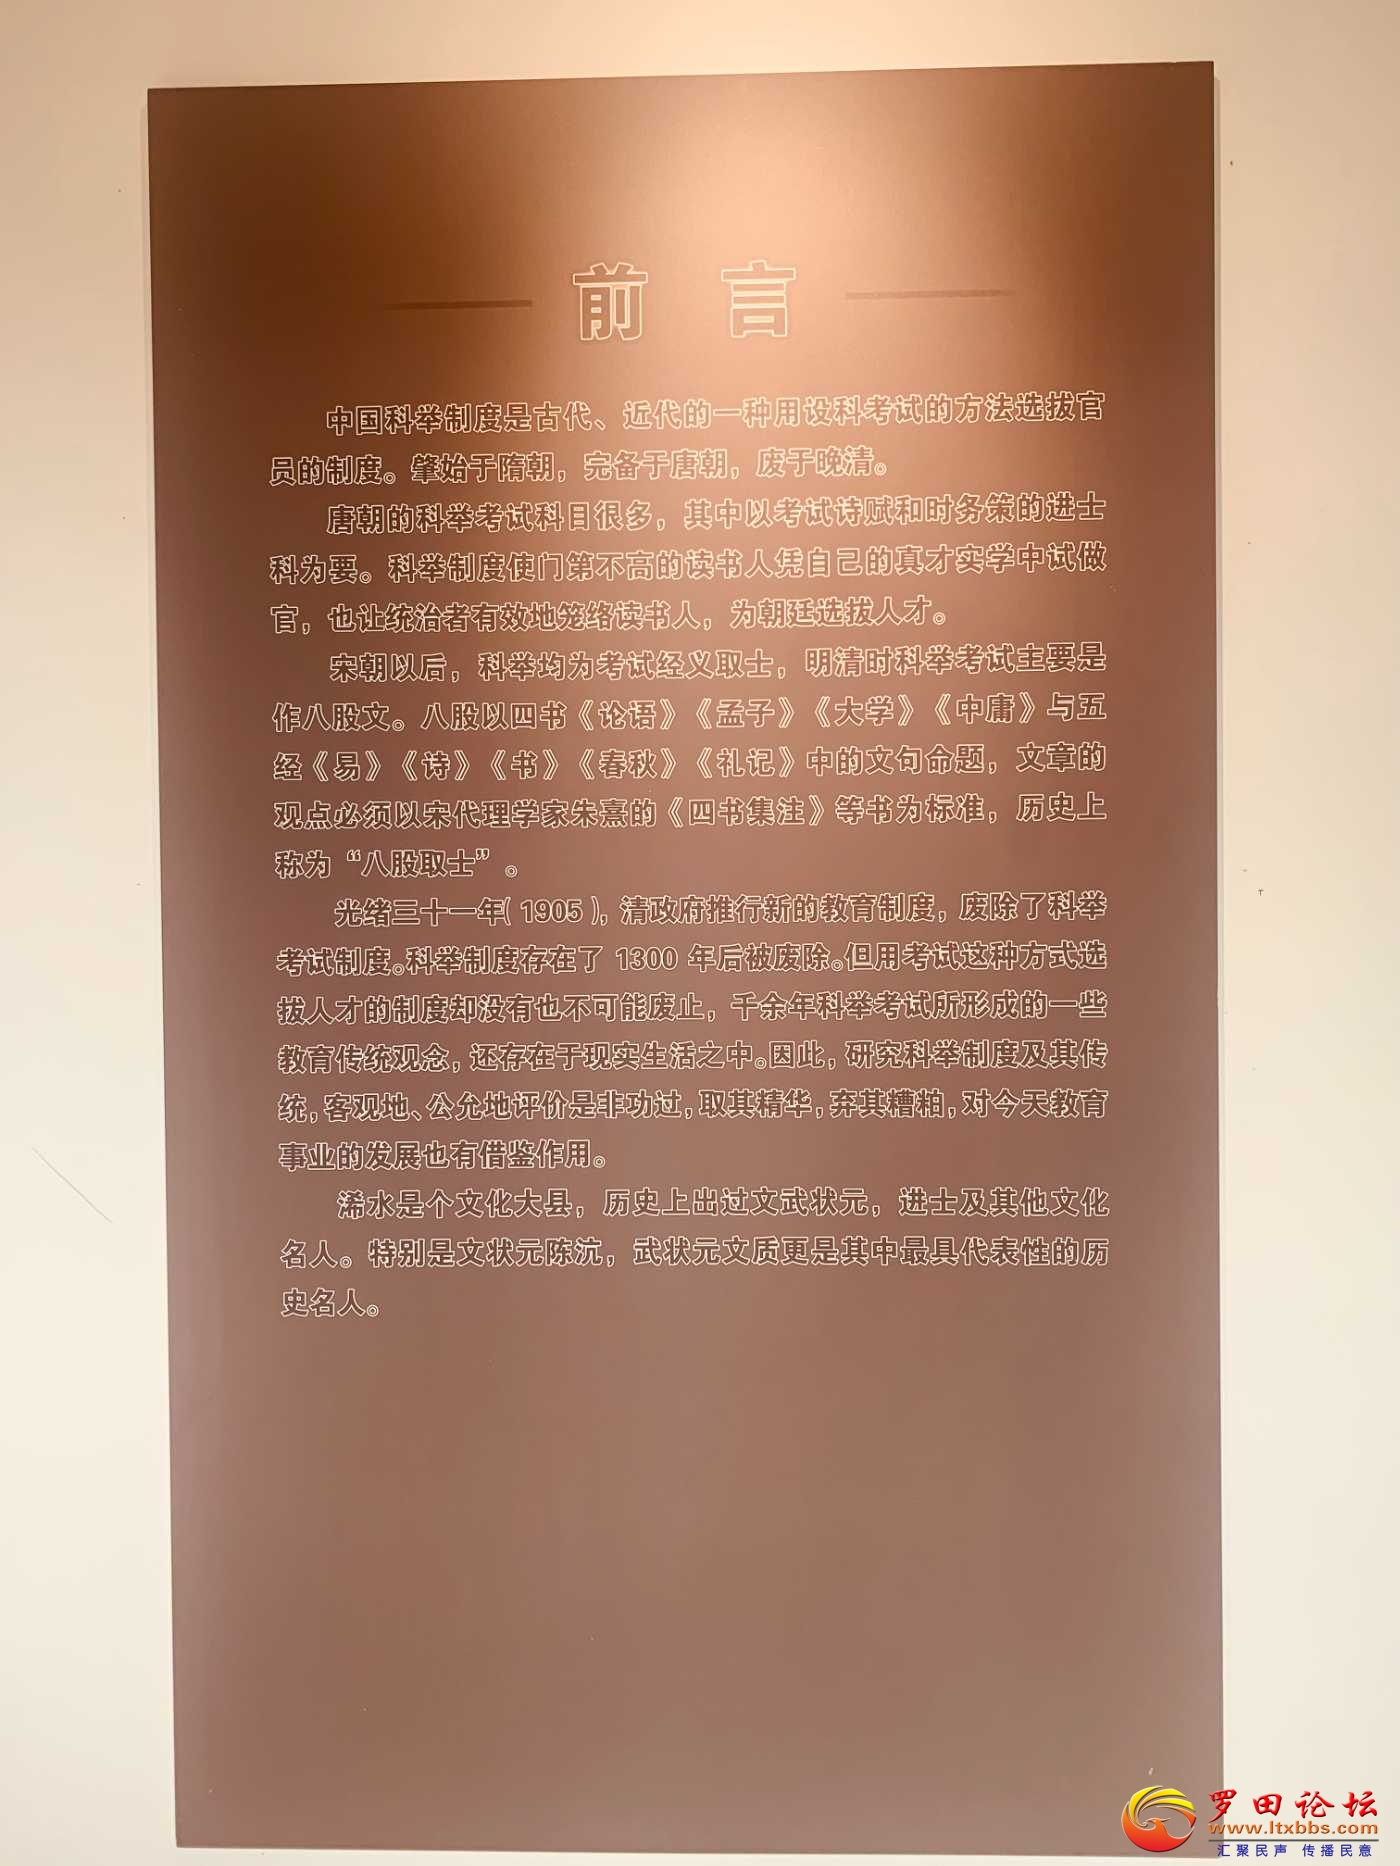 前言
中国科举制度是古代、近代的一种用设科考试的方法选拔官
员的制度。肇始于隋朝，完备于唐朝，废于晚清。
唐朝的科举考试科目很多，其中以考试诗赋和时务策的进士
科为要。科举制度使门第不高的读书人凭自己的真才实学中试做
官，也让统治者有效地笼络读书人，为朝廷选拔人才。
宋朝以后，科举均为考试经义取士，明清时科举考试主要是
作八股文。八股以四书《论语》《孟子》《大学》《中庸》与五
经《易》《诗》《书》《春秋》《礼记》中的文句命题，文章的
观点必须以宋代理学家朱熹的《四书集注》等书为标准，历史上
称为“八股取士”。
光绪三十一年（1905），清政府推行新的教育制度，废除了科举
考试制度。科举制度存在了1300年后被废除。但用考试这种方式选
拔人才的制度却没有也不可能废止，千余年科举考试所形成的一些
教育传统观念，还存在于现实生活之中。因此，研究科举制度及其传
统，客观地、公允地评价是非功过，取其精华，弃其糟粕，对今天教育
事业的发展也有借鉴作用。
浠水是个文化大县，历史上出过文武状元，进士及其他文化
名人。特别是文状元陈沆，武状元文质更是其中最具代表性的历
史名人。
罗田论坛
www.ltxbbs.com
汇聚民声 传播民意